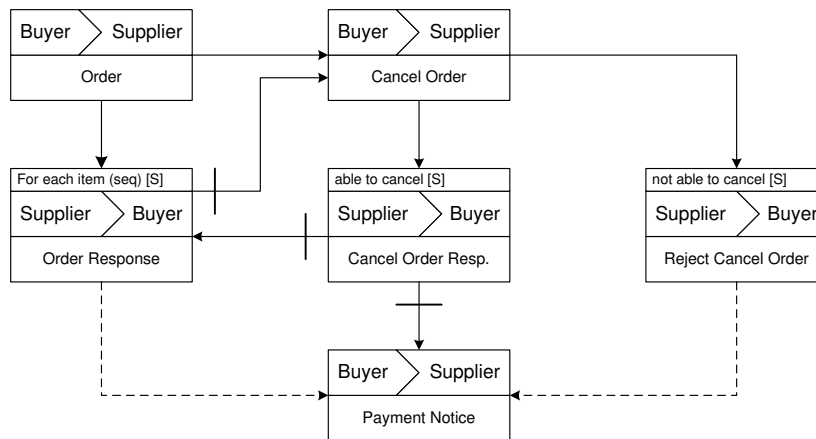 Buyer Supplier
Order
Buyer Supplier
Cancel Order
For each item (seq) [S]
Supplier Buyer
Order Response
able to cancel [S]
Supplier Buyer
Cancel Order Resp.
not able to cancel [S]
Supplier Buyer
Reject Cancel Order
Buyer Supplier
Payment Notice